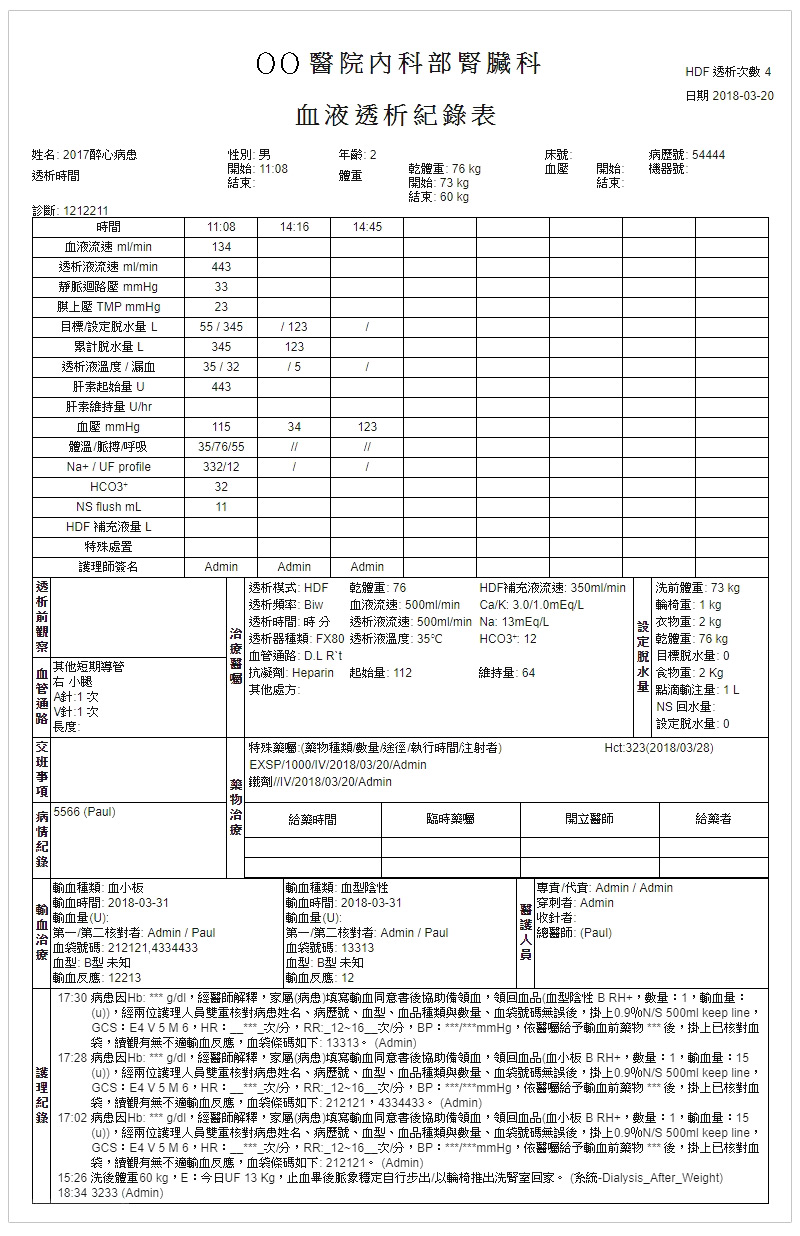 〇〇醫院內科部腎臟科
HDF 透析次數 4
血液透析紀錄表
日期 2018-03-20
姓名: 2017醉心病患 性別: 男 年齡: 2 床號: 病歷號: 54444
透析時間 開始: 11:08 體重 乾體重: 76 kg 血壓 開始: 機器號:
結束: 開始: 73 kg 結束:
結束: 60 kg
診斷: 1212211
時間 11:08 14:16 14:45
血液流速 ml/min 134
透析液流速 ml/min 443
靜脈迴路壓 mmHg 33
膜上壓 TMP mmHg 23
目標/設定脫水量 L 55 / 345 / 123 /
累計脫水量 L 345 123
透析液溫度 / 漏血 35 / 32 / 5 /
肝素起始量 U 443
肝素維持量 U/hr
血壓 mmHg 115 34 123
體溫/脈搏/呼吸 35/76/55 // //
Na+ / UF profile 332/12 / /
HCO3⁺ 32
NS flush mL 11
HDF 補充液量 L
特殊處置
護理師簽名 Admin Admin Admin
透析前觀察
治療醫囑
透析模式: HDF 乾體重: 76 HDF補充液流速: 350ml/min
透析頻率: Biw 血液流速: 500ml/min Ca/K: 3.0/1.0mEq/L
透析時間: 時 分 透析液流速: 500ml/min Na: 13mEq/L
透析器種類: FX80 透析液溫度: 35℃ HCO3⁺: 12
血管通路: D.L R`t
抗凝劑: Heparin 起始量: 112 維持量: 64
其他處方:
設定脫水量
洗前體重: 73 kg
輪椅重: 1 kg
衣物重: 2 kg
乾體重: 76 kg
目標脫水量: 0
食物重: 2 Kg
點滴輸注量: 1 L
NS 回水量:
設定脫水量: 0
血管通路
其他短期導管
右 小腿
A針:1 次
V針:1 次
長度:
交班事項
藥物治療
特殊藥囑:(藥物種類/數量/途徑/執行時間/注射者) Hct:323(2018/03/28)
EXSP/1000/IV/2018/03/20/Admin
鐵劑//IV/2018/03/20/Admin
病情紀錄
5566 (Paul)
給藥時間 臨時藥囑 開立醫師 給藥者
輸血治療
輸血種類: 血小板
輸血時間: 2018-03-31
輸血量(U):
第一/第二核對者: Admin / Paul
血袋號碼: 212121,4334433
血型: B型 未知
輸血反應: 12213
輸血種類: 血型陰性
輸血時間: 2018-03-31
輸血量(U):
第一/第二核對者: Admin / Paul
血袋號碼: 13313
血型: B型 未知
輸血反應: 12
醫護人員
專責/代責: Admin / Admin
穿刺者: Admin
收針者:
總醫師: (Paul)
護理紀錄
17:30 病患因Hb: *** g/dl，經醫師解釋，家屬(病患)填寫輸血同意書後協助備領血，領回血品(血型陰性 B RH+，數量：1，輸血量：
(u))，經兩位護理人員雙重核對病患姓名、病歷號、血型、血品種類與數量、血袋號碼無誤後，掛上0.9%N/S 500ml keep line，
GCS：E4 V 5 M 6，HR：__***_次/分，RR:_12~16__次/分，BP：***/***mmHg，依醫囑給予輸血前藥物 *** 後，掛上已核對血
袋，續觀有無不適輸血反應，血袋條碼如下: 13313。 (Admin)
17:28 病患因Hb: *** g/dl，經醫師解釋，家屬(病患)填寫輸血同意書後協助備領血，領回血品(血小板 B RH+，數量：1，輸血量：15
(u))，經兩位護理人員雙重核對病患姓名、病歷號、血型、血品種類與數量、血袋號碼無誤後，掛上0.9%N/S 500ml keep line，
GCS：E4 V 5 M 6，HR：__***_次/分，RR:_12~16__次/分，BP：***/***mmHg，依醫囑給予輸血前藥物 *** 後，掛上已核對血
袋，續觀有無不適輸血反應，血袋條碼如下: 212121，4334433。 (Admin)
17:02 病患因Hb: *** g/dl，經醫師解釋，家屬(病患)填寫輸血同意書後協助備領血，領回血品(血小板 B RH+，數量：1，輸血量：15
(u))，經兩位護理人員雙重核對病患姓名、病歷號、血型、血品種類與數量、血袋號碼無誤後，掛上0.9%N/S 500ml keep line，
GCS：E4 V 5 M 6，HR：__***_次/分，RR:_12~16__次/分，BP：***/***mmHg，依醫囑給予輸血前藥物 *** 後，掛上已核對血
袋，續觀有無不適輸血反應，血袋條碼如下: 212121。 (Admin)
15:26 洗後體重60 kg，E：今日UF 13 Kg，止血畢後脈象穩定自行步出/以輪椅推出洗腎室回家。 (系統-Dialysis_After_Weight)
18:34 3233 (Admin)